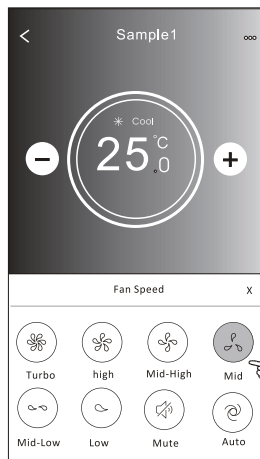 Sample1
Cool
25.0°C
Fan Speed X
Turbo high Mid-High Mid
Mid-Low Low Mute Auto